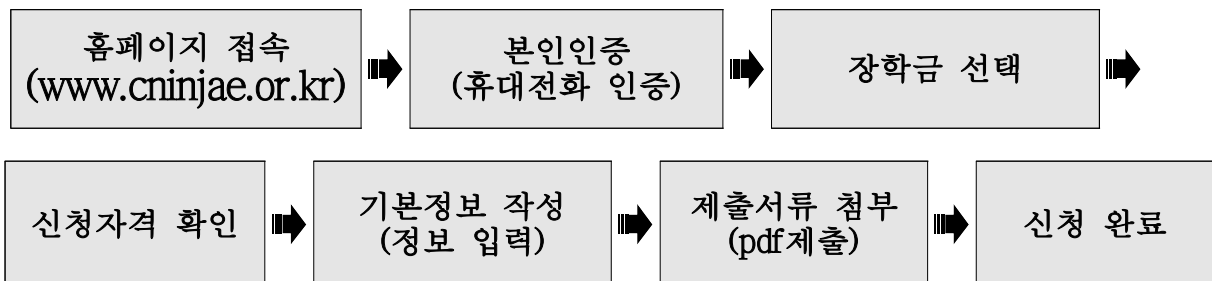 홈페이지 접속
(www.cninjae.or.kr)
본인인증
(휴대전화 인증)
장학금 선택
신청자격 확인
기본정보 작성
(정보 입력)
제출서류 첨부
(pdf제출)
신청 완료